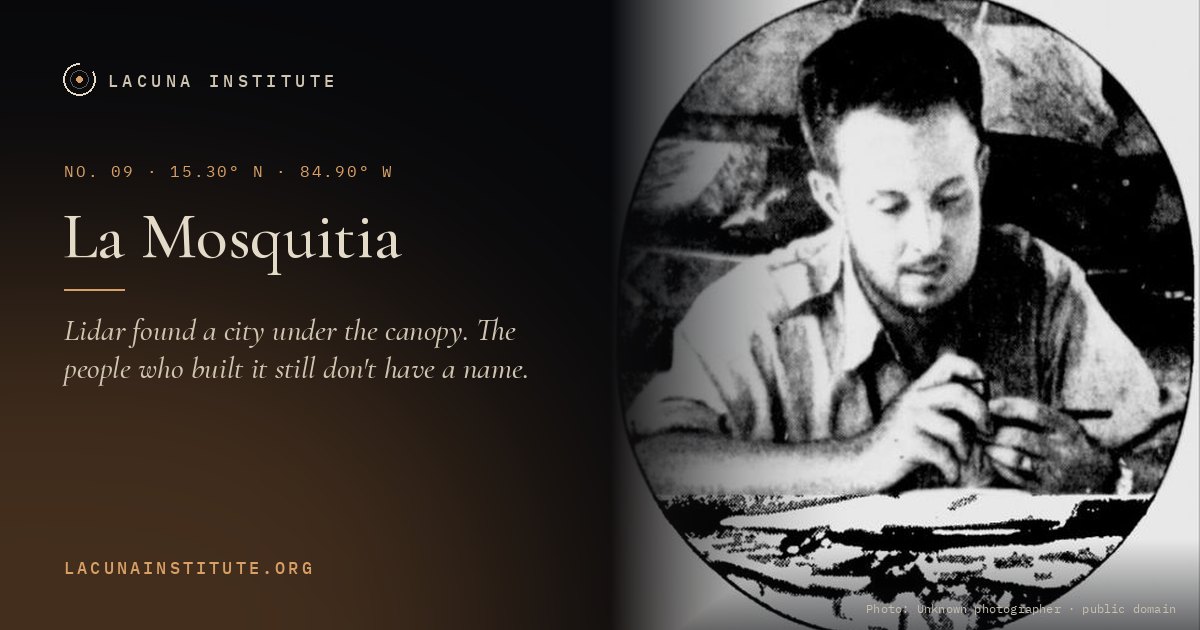 LACUNA INSTITUTE
NO. 09 · 15.30° N · 84.90° W
La Mosquitia
Lidar found a city under the canopy. The
people who built it still don't have a name.
LACUNAINSTITUTE.ORG
Photo: Unknown photographer · public domain